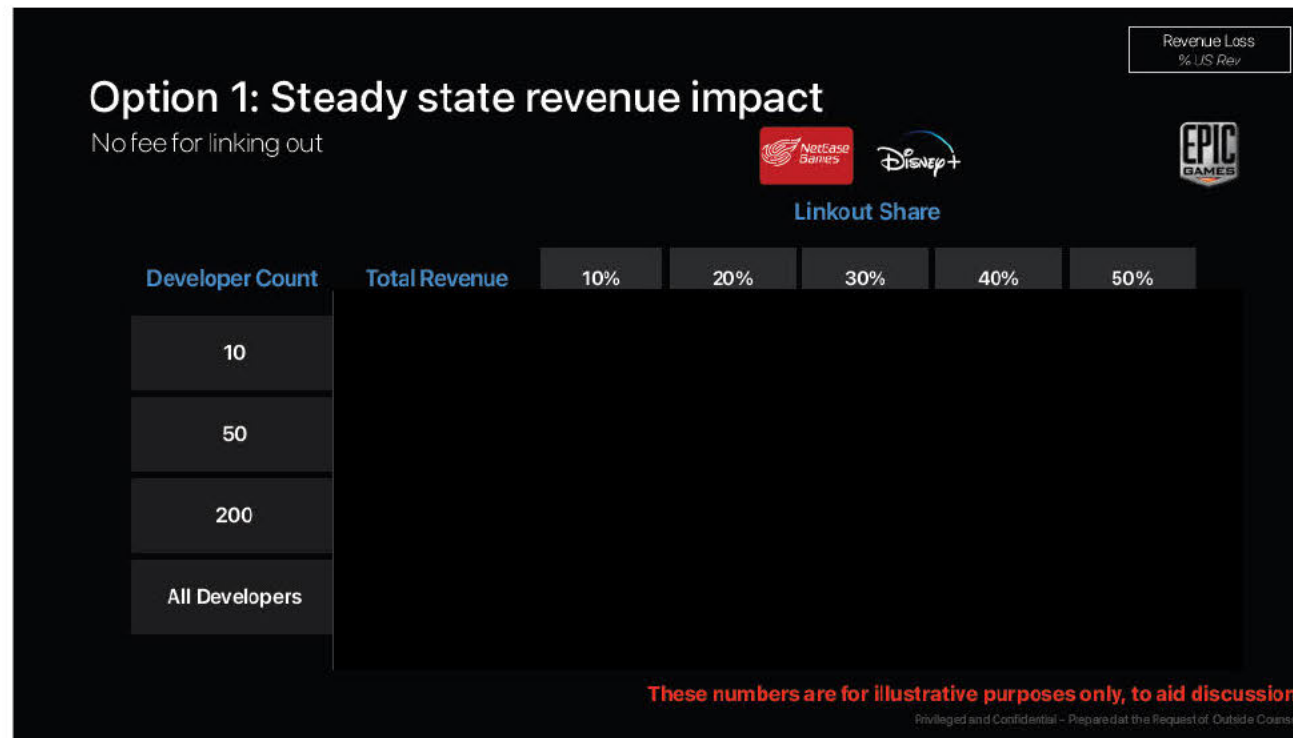 Revenue Loss
% US Rev
Option 1: Steady state revenue impact
No fee for linking out
NetEase
Games
Disney+
EPIC
GAMES
Linkout Share
Developer Count Total Revenue 10% 20% 30% 40% 50%
10
50
200
All Developers
These numbers are for illustrative purposes only, to aid discussion
Privileged and Confidential – Prepared at the Request of Outside Couns